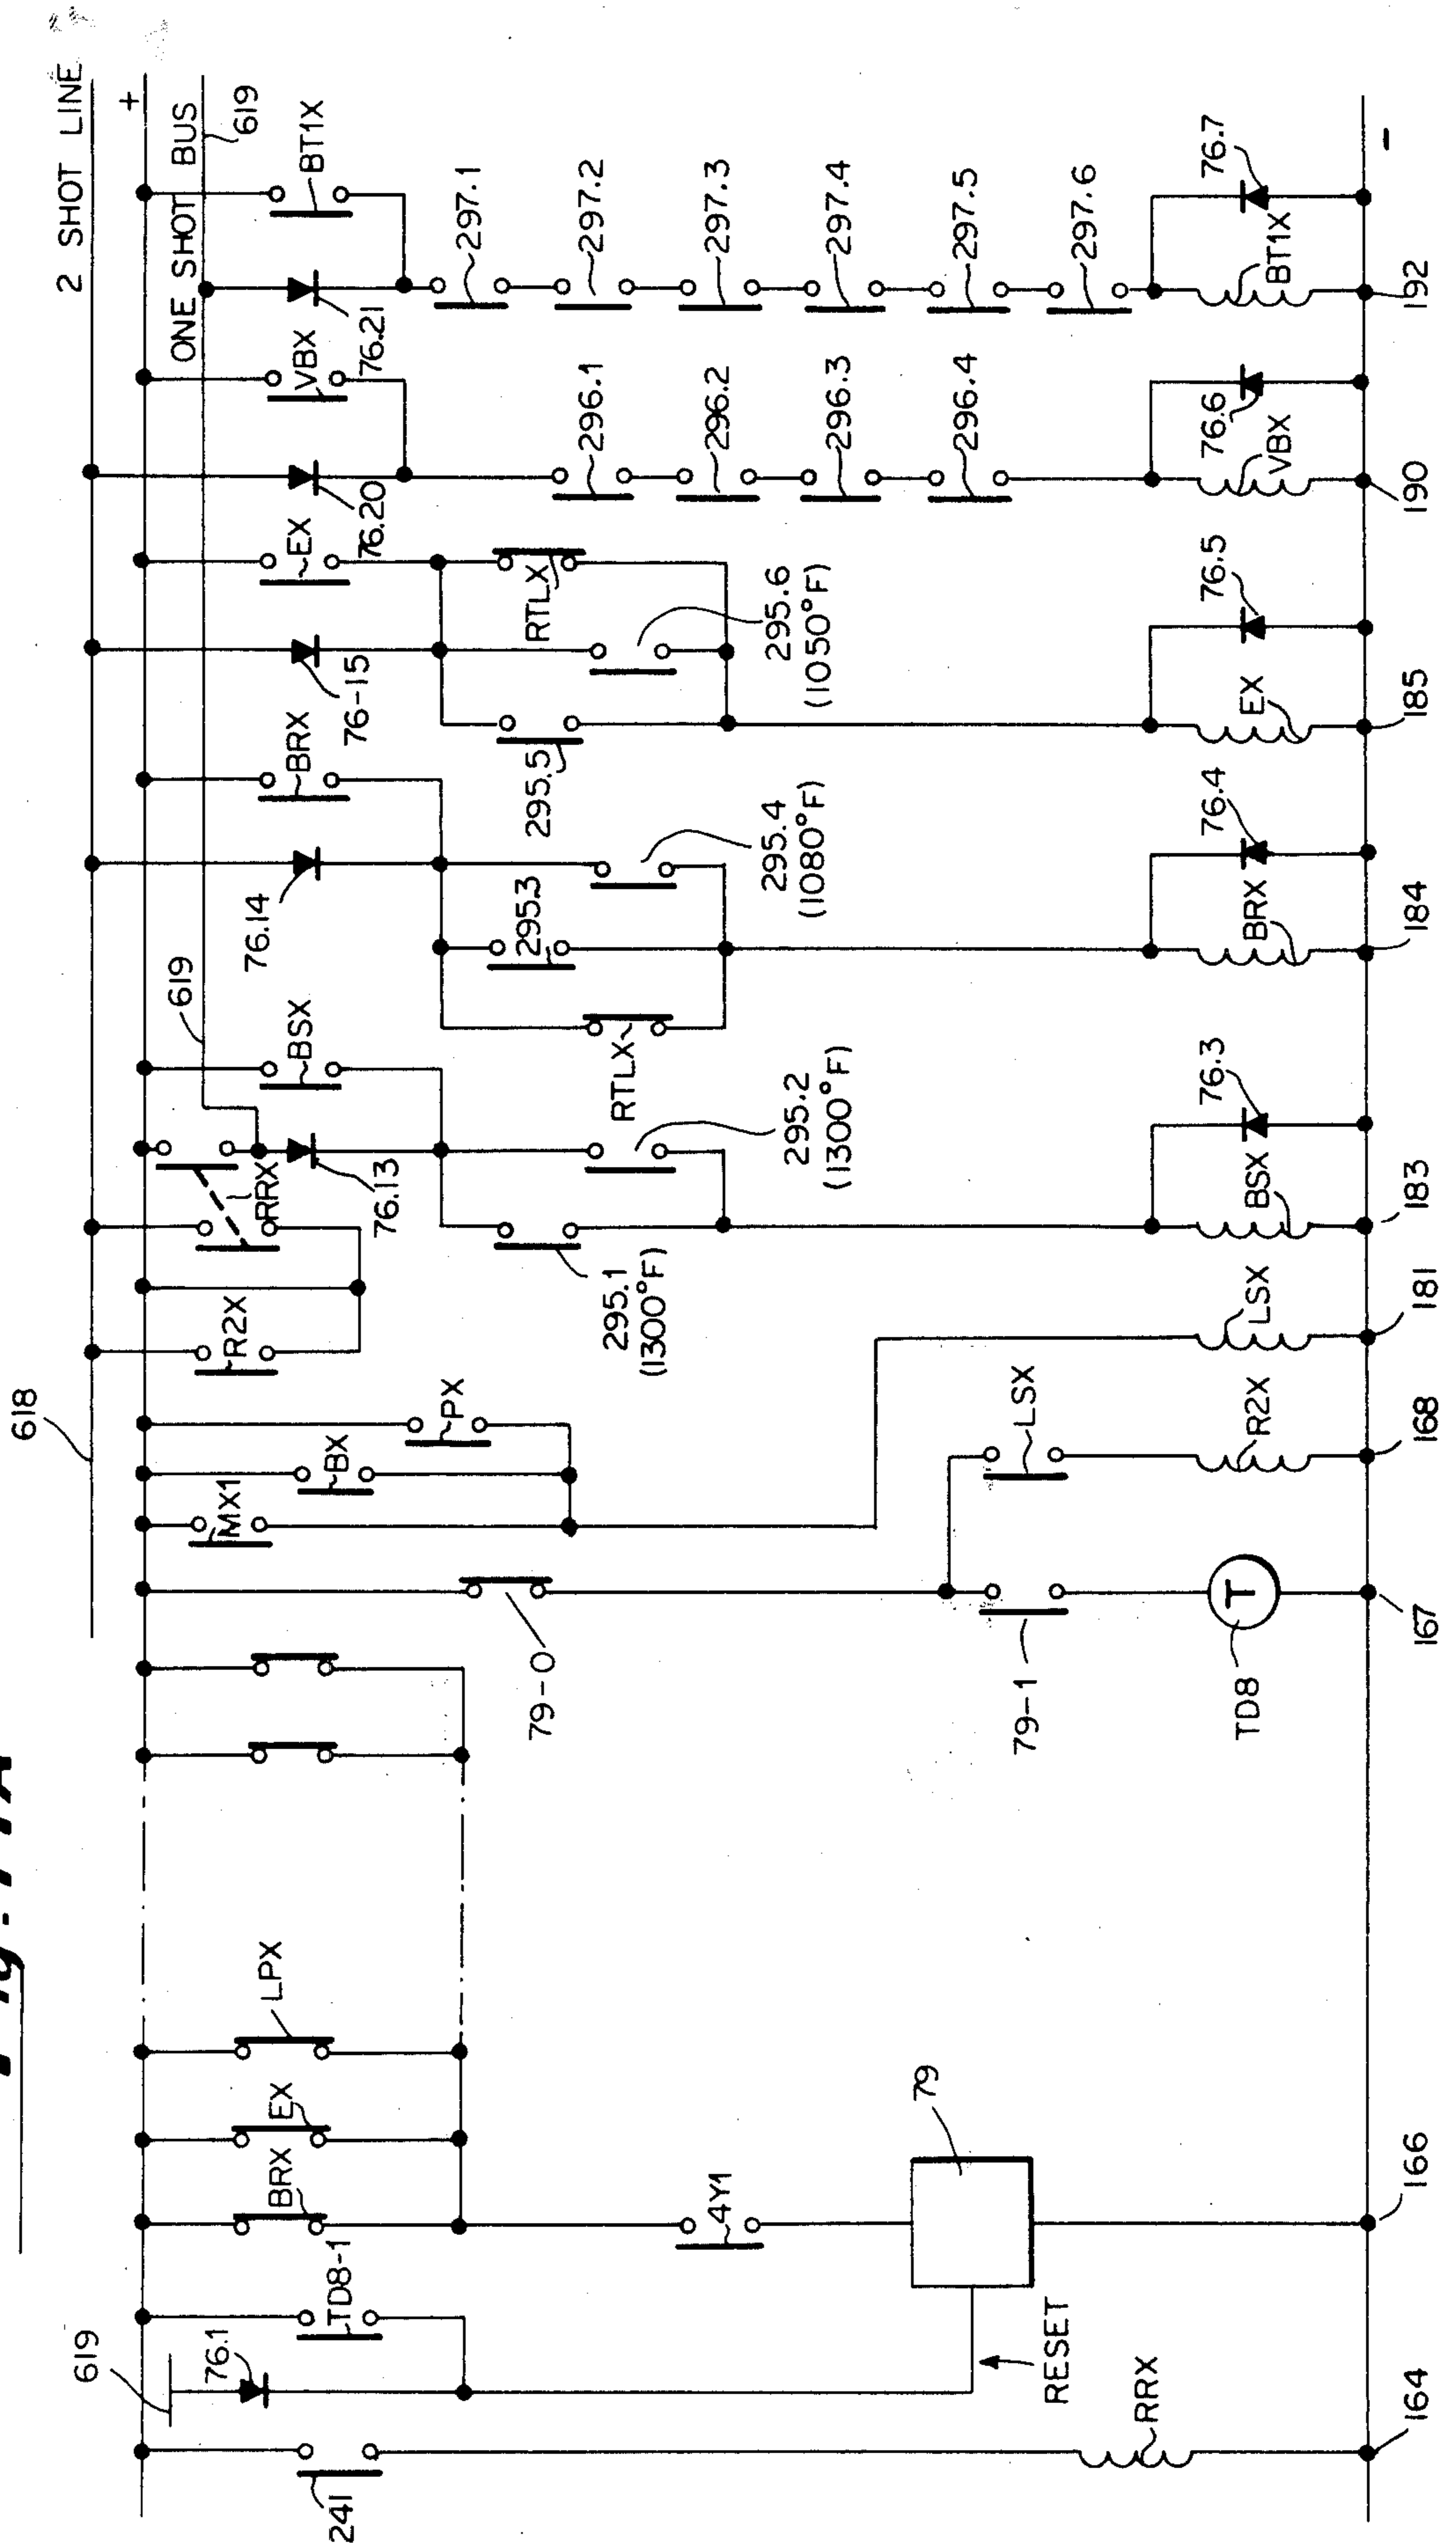 2 SHOT LINE
+
ONE SHOT BUS
619
BT1X
76.21
VBX
76.20
EX
76-15
BRX
76.14
619
BSX
RRX
76.13
R2X
618
PX
BX
MX1
297.1
297.2
297.3
297.4
297.5
297.6
296.1
296.2
296.3
296.4
RTLX
295.6
(1050°F)
295.5
295.4
(1080°F)
295.3
RTLX
295.2
(1300°F)
295.1
(1300°F)
76.7
BT1X
192
76.6
VBX
190
76.5
EX
185
76.4
BRX
184
76.3
BSX
183
LSX
181
LSX
R2X
168
79-0
79-1
TD8
T
167
LPX
EX
BRX
4Y1
79
166
TD8-1
76.1
619
RESET
241
RRX
164
-